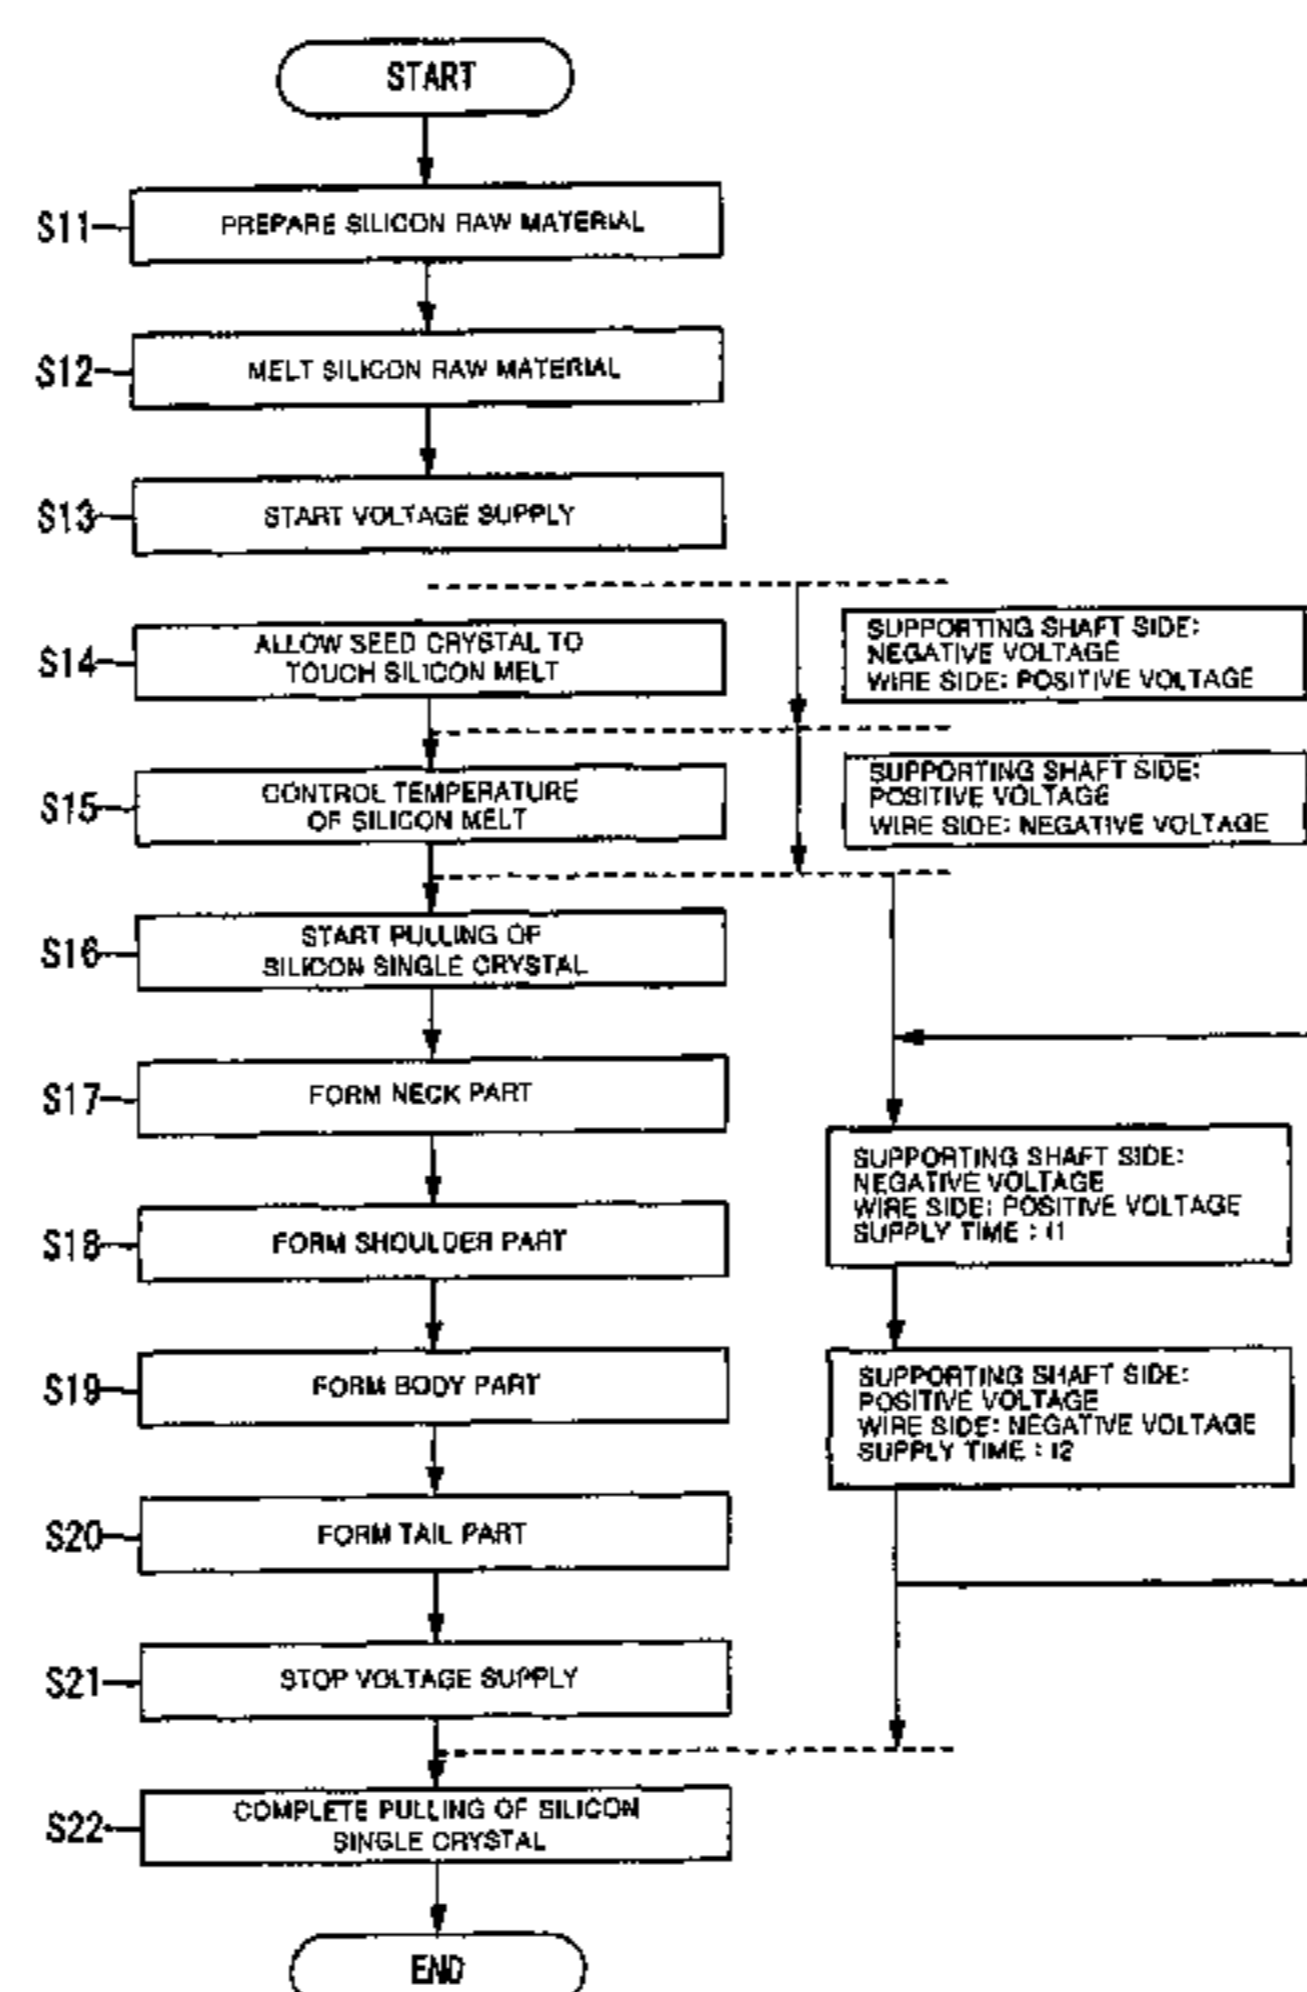 START
S11
PREPARE SILICON RAW MATERIAL
S12
MELT SILICON RAW MATERIAL
S13
START VOLTAGE SUPPLY
S14
ALLOW SEED CRYSTAL TO
TOUCH SILICON MELT
SUPPORTING SHAFT SIDE:
NEGATIVE VOLTAGE
WIRE SIDE: POSITIVE VOLTAGE
S15
CONTROL TEMPERATURE
OF SILICON MELT
SUPPORTING SHAFT SIDE:
POSITIVE VOLTAGE
WIRE SIDE: NEGATIVE VOLTAGE
S16
START PULLING OF
SILICON SINGLE CRYSTAL
S17
FORM NECK PART
SUPPORTING SHAFT SIDE:
NEGATIVE VOLTAGE
WIRE SIDE: POSITIVE VOLTAGE
SUPPLY TIME : t1
S18
FORM SHOULDER PART
S19
FORM BODY PART
SUPPORTING SHAFT SIDE:
POSITIVE VOLTAGE
WIRE SIDE: NEGATIVE VOLTAGE
SUPPLY TIME : t2
S20
FORM TAIL PART
S21
STOP VOLTAGE SUPPLY
S22
COMPLETE PULLING OF SILICON
SINGLE CRYSTAL
END